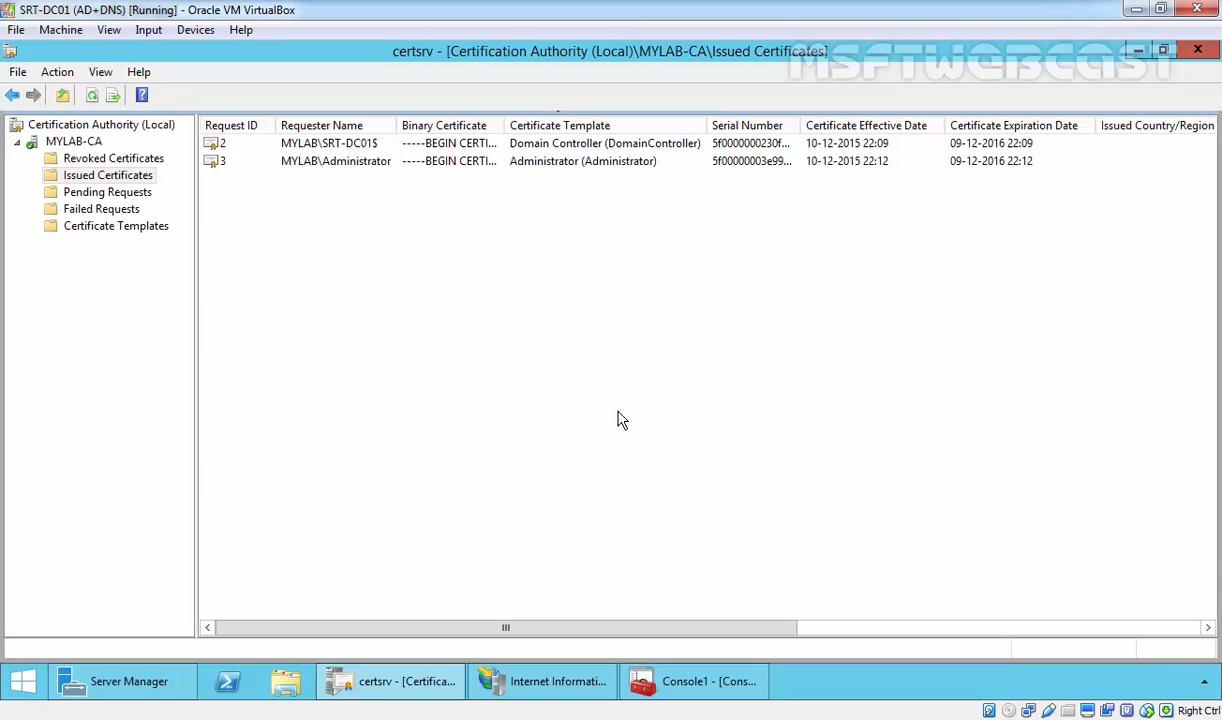 SRT-DC01 (AD+DNS) [Running] - Oracle VM VirtualBox
File Machine View Input Devices Help
certsrv - [Certification Authority (Local)\MYLAB-CA\Issued Certificates]
MSFTWEBCAST
File Action View Help
Certification Authority (Local)
MYLAB-CA
Revoked Certificates
Issued Certificates
Pending Requests
Failed Requests
Certificate Templates
Request ID Requester Name Binary Certificate Certificate Template Serial Number Certificate Effective Date Certificate Expiration Date Issued Country/Region
2 MYLAB\SRT-DC01$ -----BEGIN CERTI... Domain Controller (DomainController) 5f0000000230f... 10-12-2015 22:09 09-12-2016 22:09
3 MYLAB\Administrator -----BEGIN CERTI... Administrator (Administrator) 5f00000003e99... 10-12-2015 22:12 09-12-2016 22:12
Server Manager certsrv - [Certifica... Internet Informati... Console1 - [Cons...
Right Ctrl